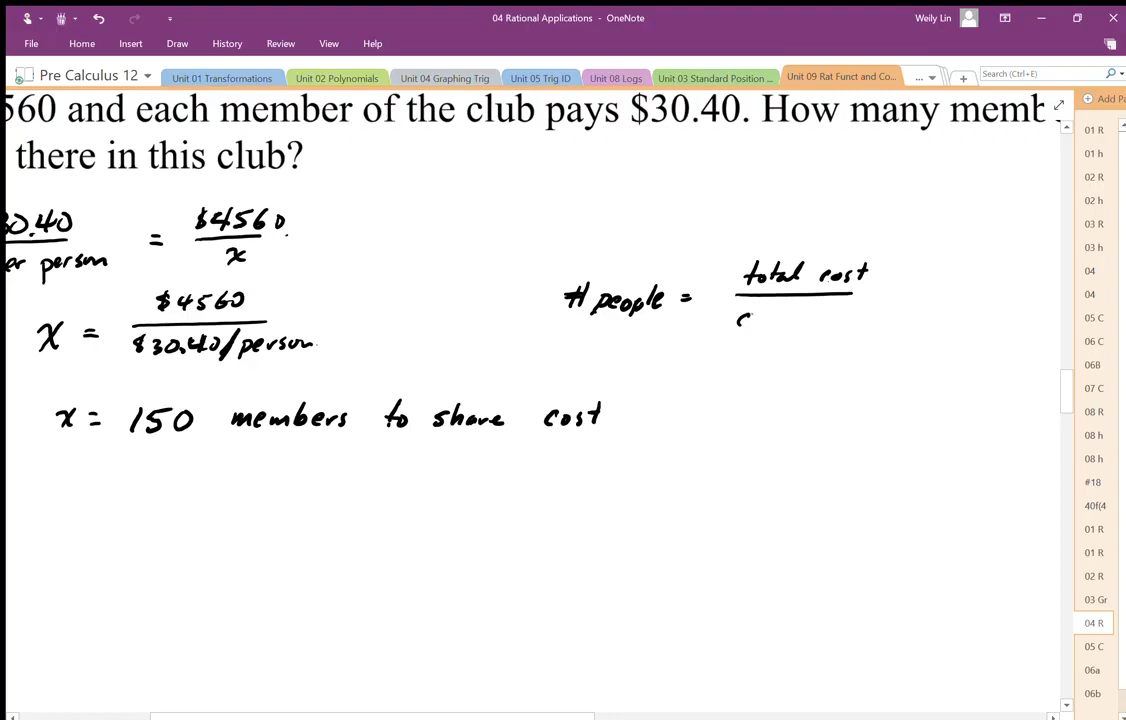 04 Rational Applications - OneNote
Weily Lin
File Home Insert Draw History Review View Help
Pre Calculus 12
Unit 01 Transformations
Unit 02 Polynomials
Unit 04 Graphing Trig
Unit 05 Trig ID
Unit 08 Logs
Unit 03 Standard Position ...
Unit 09 Rat Funct and Co...
...
Search (Ctrl+E)
560 and each member of the club pays $30.40. How many memb
there in this club?
30.40 = $4560
er person x
x = $4560
$30.40/person
x = 150 members to share cost
# people = total cost
c
Add Pa
01 R
01 h
02 R
02 h
03 R
03 h
04
04
05 C
06 C
06B
07 C
08 R
08 h
08 h
#18
40f(4
01 R
01 R
02 R
03 Gr
04 R
05 C
06a
06b